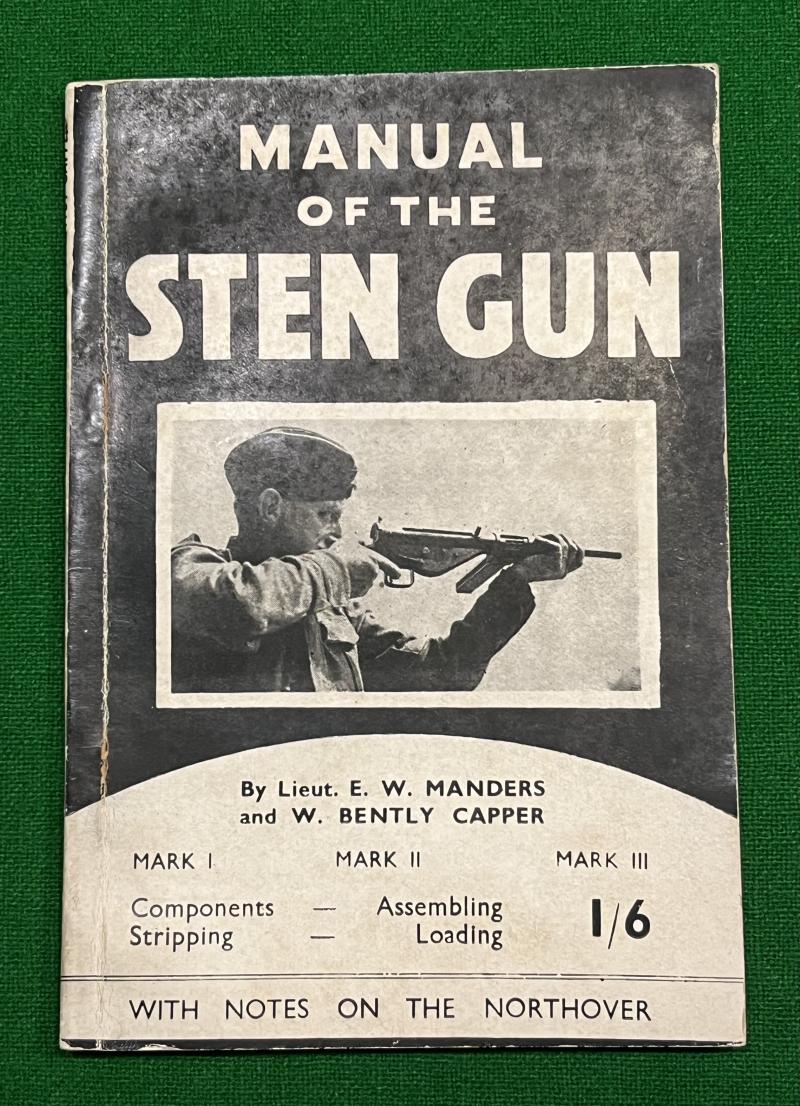 MANUAL
OF THE
STEN GUN
By Lieut. E. W. MANDERS
and W. BENTLY CAPPER
MARK I MARK II MARK III
Components — Assembling 1/6
Stripping — Loading
WITH NOTES ON THE NORTHOVER